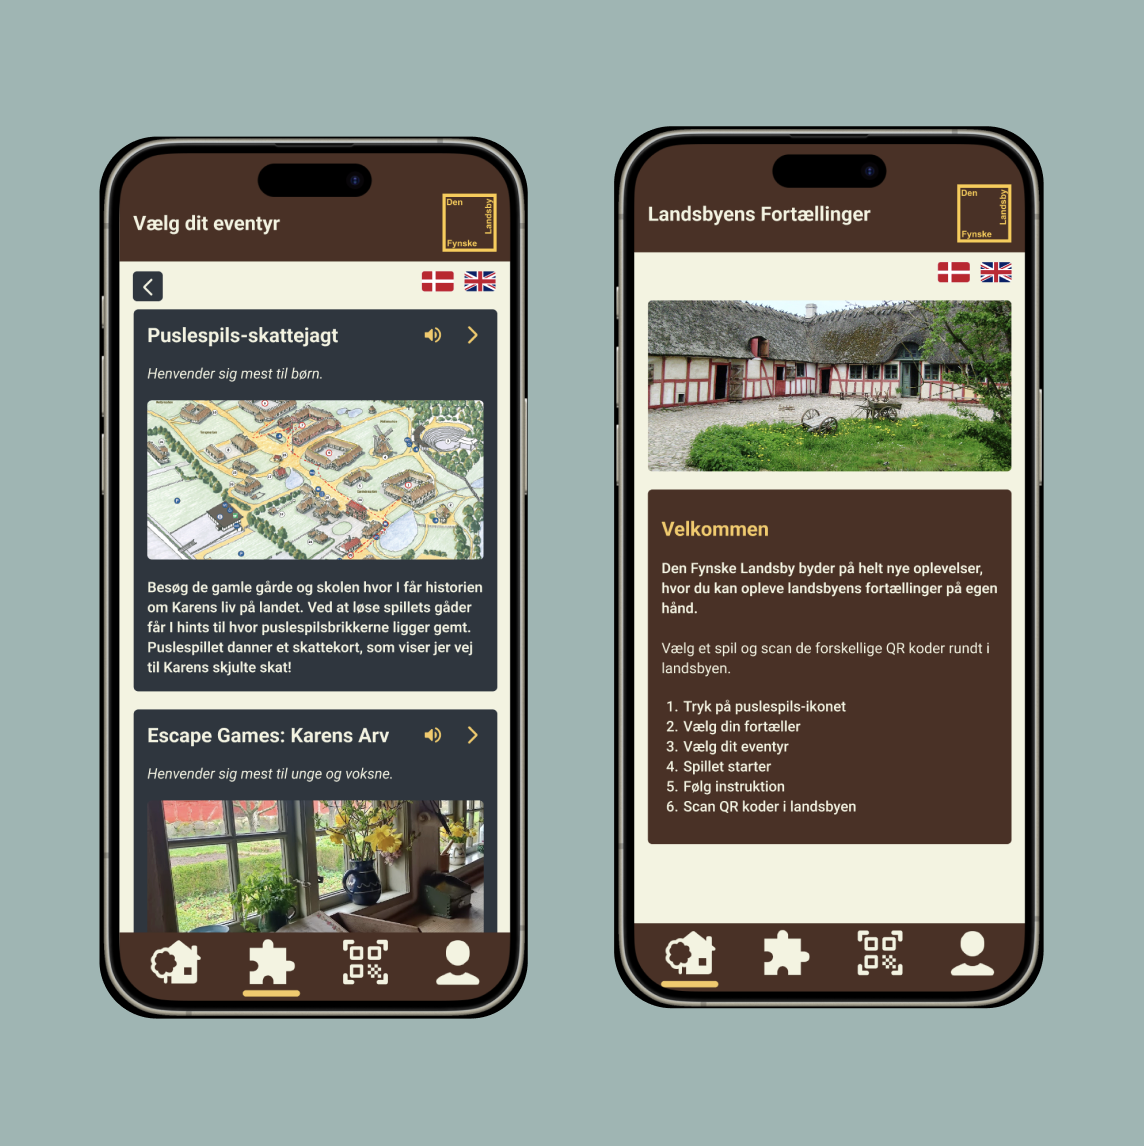 Vælg dit eventyr
Den
Landsby
Fynske
Puslespils-skattejagt
Henvender sig mest til børn.
Besøg de gamle gårde og skolen hvor I får historien
om Karens liv på landet. Ved at løse spillets gåder
får I hints til hvor puslespilsbrikkerne ligger gemt.
Puslespillet danner et skattekort, som viser jer vej
til Karens skjulte skat!
Escape Games: Karens Arv
Henvender sig mest til unge og voksne.
Landsbyens Fortællinger
Den
Landsby
Fynske
Velkommen
Den Fynske Landsby byder på helt nye oplevelser,
hvor du kan opleve landsbyens fortællinger på egen
hånd.
Vælg et spil og scan de forskellige QR koder rundt i
landsbyen.
1. Tryk på puslespils-ikonet
2. Vælg din fortæller
3. Vælg dit eventyr
4. Spillet starter
5. Følg instruktion
6. Scan QR koder i landsbyen